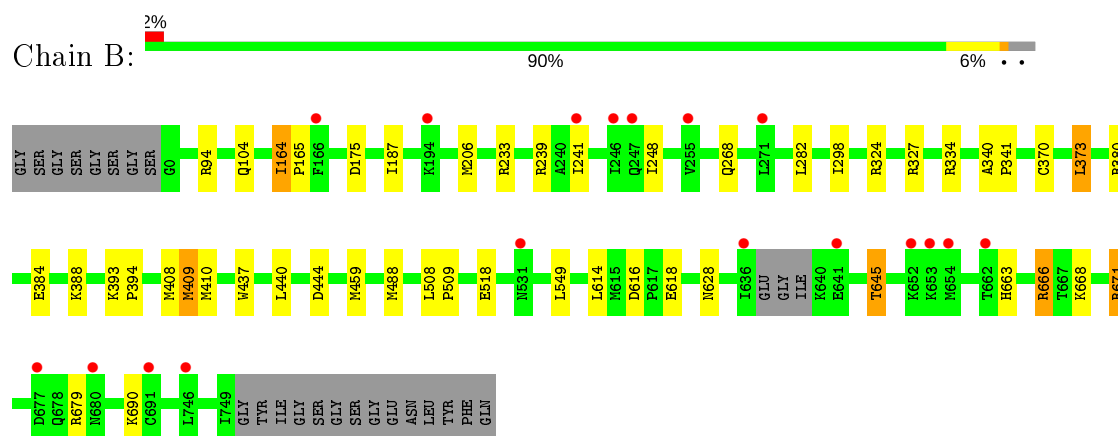 2%
Chain B:
90% 6% • •
GLY SER GLY SER GLY SER GLY SER G0 R94 Q104 I164 P165 F166 D175 I187 K194 M206 R233 R239 A240 I241 I246 Q247 I248 V255 Q268 L271 L282 I298 R324 R327 R334 A340 P341 C370 L373 R380
E384 K388 K393 P394 M408 M409 M410 W437 L440 D444 M459 M488 L508 P509 E518 N531 L549 L614 M615 D616 P617 E618 N628 I636 GLU GLY ILE K640 E641 T645 K652 K653 M654 T662 H663 R666 T667 K668 R671
D677 Q678 R679 N680 K690 C691 L746 I749 GLY TYR ILE GLY SER GLY SER GLY GLU ASN LEU TYR PHE GLN